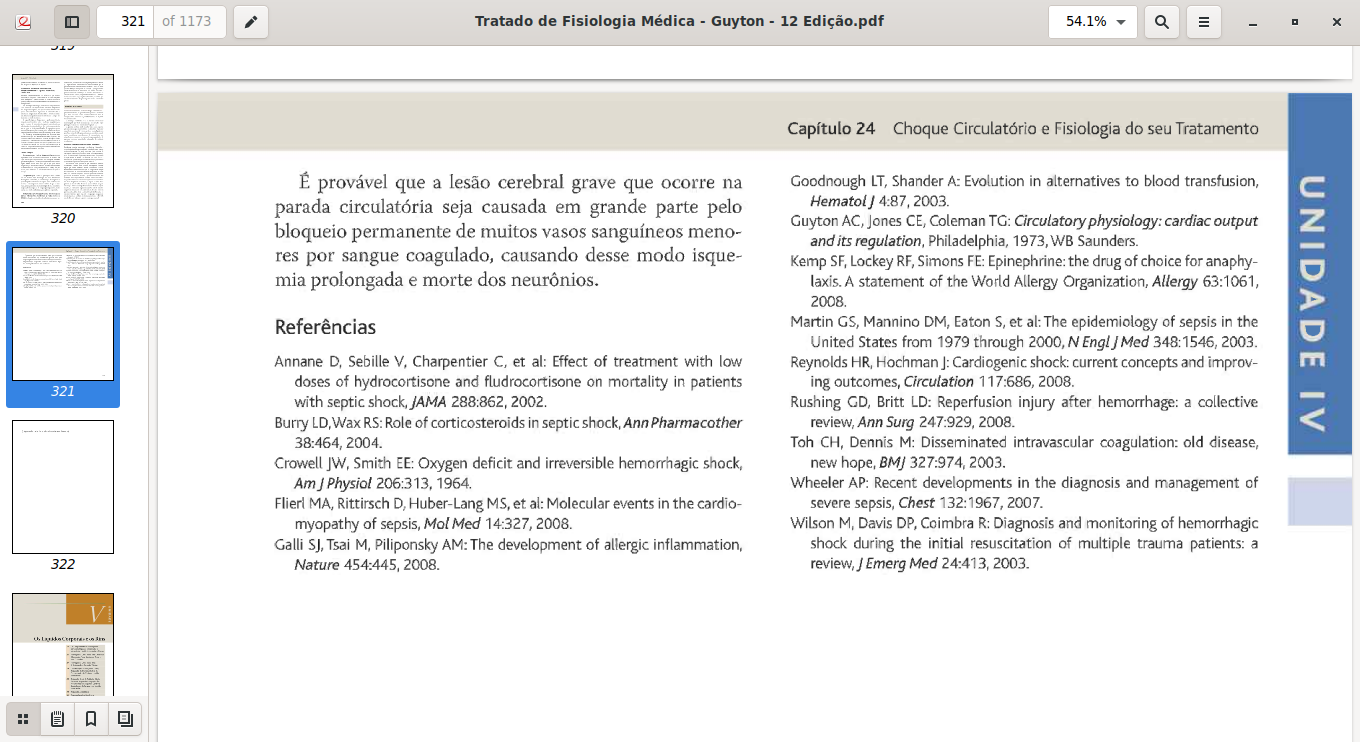 321 of 1173
Tratado de Fisiologia Médica - Guyton - 12 Edição.pdf
54.1%
319
320
321
322
V
Os Líquidos Corporais e os Rins
Capítulo 24 Choque Circulatório e Fisiologia do seu Tratamento
UNIDADE IV
É provável que a lesão cerebral grave que ocorre na
parada circulatória seja causada em grande parte pelo
bloqueio permanente de muitos vasos sanguíneos meno-
res por sangue coagulado, causando desse modo isque-
mia prolongada e morte dos neurônios.
Referências
Annane D, Sebille V, Charpentier C, et al: Effect of treatment with low
doses of hydrocortisone and fludrocortisone on mortality in patients
with septic shock, JAMA 288:862, 2002.
Burry LD, Wax RS: Role of corticosteroids in septic shock, Ann Pharmacother
38:464, 2004.
Crowell JW, Smith EE: Oxygen deficit and irreversible hemorrhagic shock,
Am J Physiol 206:313, 1964.
Flierl MA, Rittirsch D, Huber-Lang MS, et al: Molecular events in the cardio-
myopathy of sepsis, Mol Med 14:327, 2008.
Galli SJ, Tsai M, Piliponsky AM: The development of allergic inflammation,
Nature 454:445, 2008.
Goodnough LT, Shander A: Evolution in alternatives to blood transfusion,
Hematol J 4:87, 2003.
Guyton AC, Jones CE, Coleman TG: Circulatory physiology: cardiac output
and its regulation, Philadelphia, 1973, WB Saunders.
Kemp SF, Lockey RF, Simons FE: Epinephrine: the drug of choice for anaphy-
laxis. A statement of the World Allergy Organization, Allergy 63:1061,
2008.
Martin GS, Mannino DM, Eaton S, et al: The epidemiology of sepsis in the
United States from 1979 through 2000, N Engl J Med 348:1546, 2003.
Reynolds HR, Hochman J: Cardiogenic shock: current concepts and improv-
ing outcomes, Circulation 117:686, 2008.
Rushing GD, Britt LD: Reperfusion injury after hemorrhage: a collective
review, Ann Surg 247:929, 2008.
Toh CH, Dennis M: Disseminated intravascular coagulation: old disease,
new hope, BMJ 327:974, 2003.
Wheeler AP: Recent developments in the diagnosis and management of
severe sepsis, Chest 132:1967, 2007.
Wilson M, Davis DP, Coimbra R: Diagnosis and monitoring of hemorrhagic
shock during the initial resuscitation of multiple trauma patients: a
review, J Emerg Med 24:413, 2003.